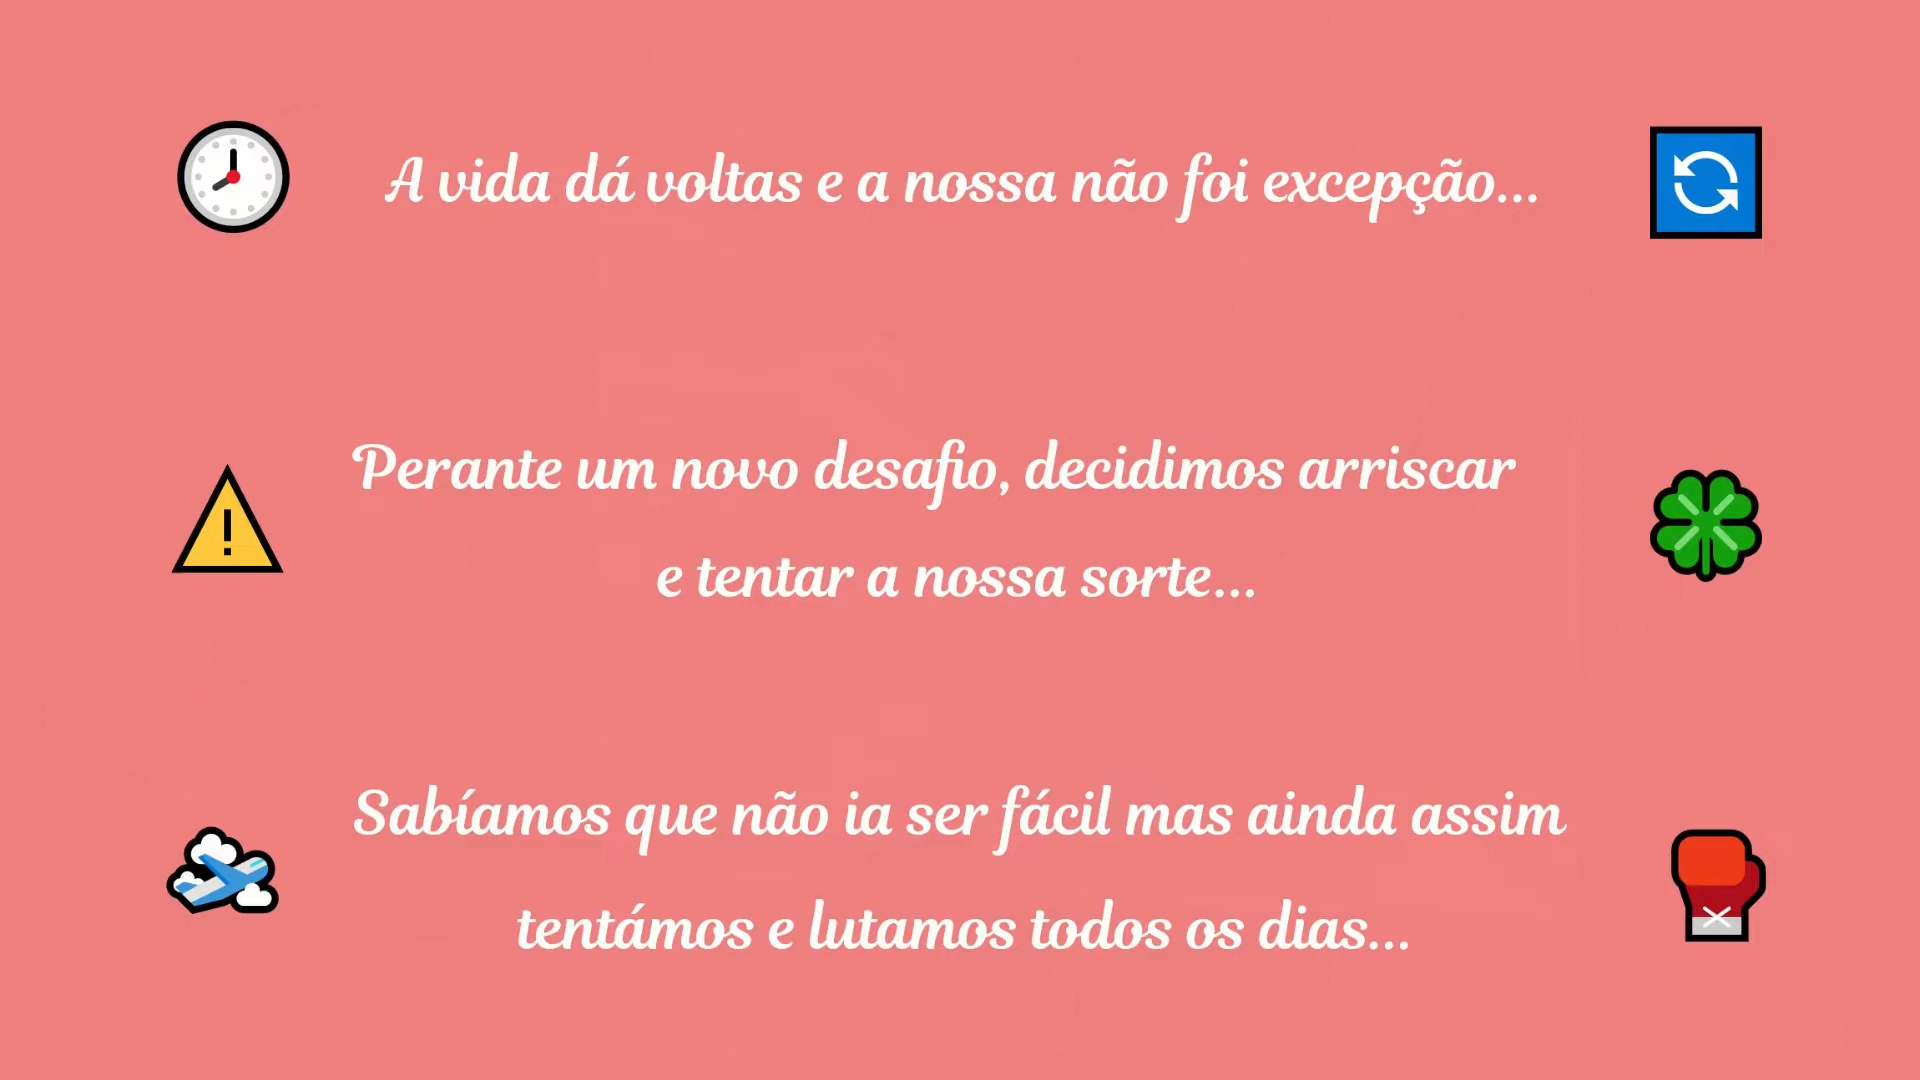 A vida dá voltas e a nossa não foi excepção...
Perante um novo desafio, decidimos arriscar
e tentar a nossa sorte...
Sabíamos que não ia ser fácil mas ainda assim
tentámos e lutamos todos os dias...